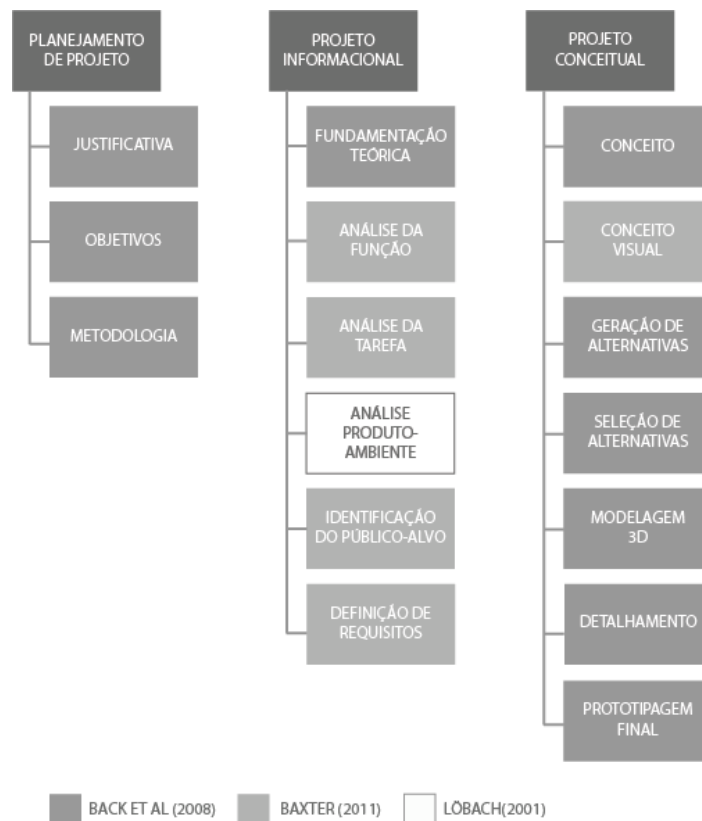 PLANEJAMENTO
DE PROJETO
JUSTIFICATIVA
OBJETIVOS
METODOLOGIA
PROJETO
INFORMACIONAL
FUNDAMENTAÇÃO
TEÓRICA
ANÁLISE DA
FUNÇÃO
ANÁLISE DA
TAREFA
ANÁLISE
PRODUTO-
AMBIENTE
IDENTIFICAÇÃO
DO PÚBLICO-ALVO
DEFINIÇÃO DE
REQUISITOS
PROJETO
CONCEITUAL
CONCEITO
CONCEITO
VISUAL
GERAÇÃO DE
ALTERNATIVAS
SELEÇÃO DE
ALTERNATIVAS
MODELAGEM
3D
DETALHAMENTO
PROTOTIPAGEM
FINAL
BACK ET AL (2008)
BAXTER (2011)
LÖBACH(2001)